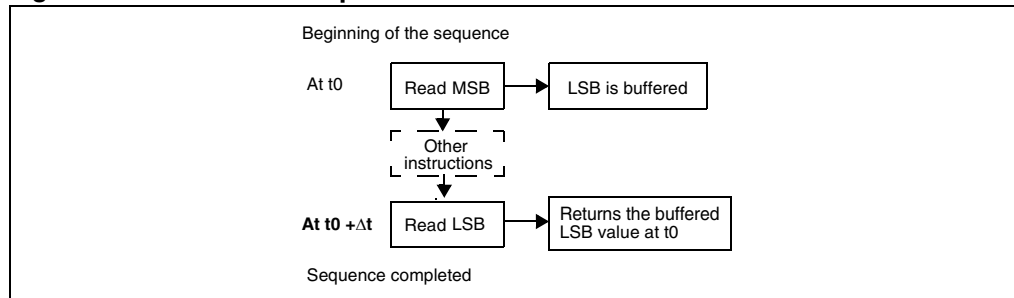 Beginning of the sequence
At t0
Read MSB
LSB is buffered
Other
instructions
At t0 +Δt
Read LSB
Returns the buffered
LSB value at t0
Sequence completed